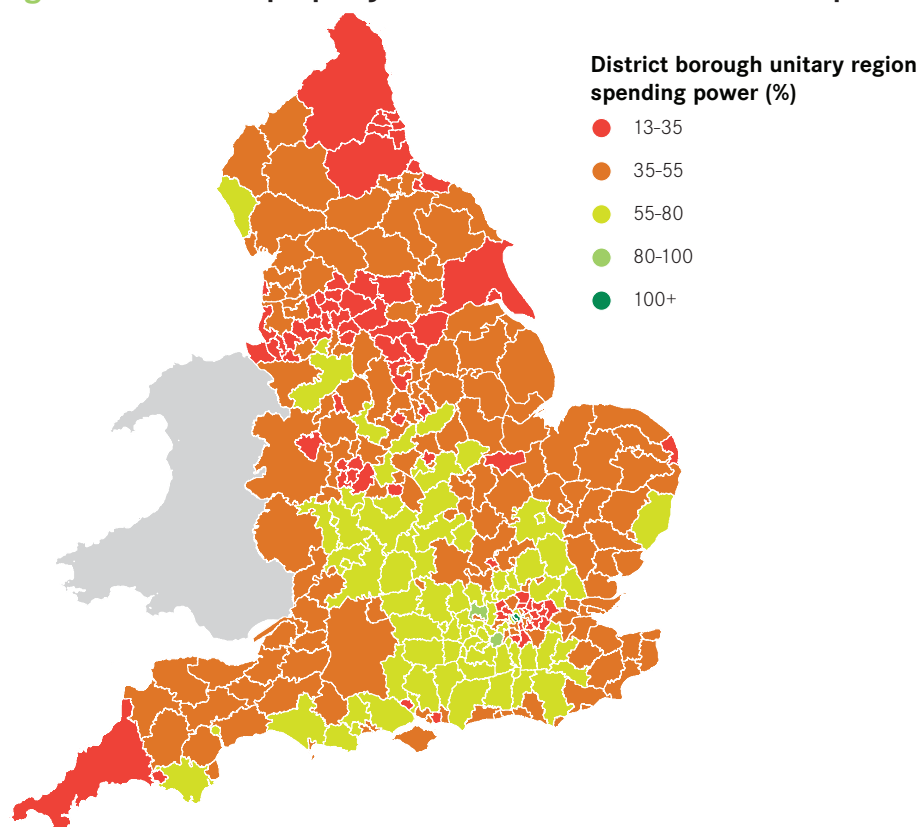 District borough unitary region
spending power (%)
13-35
35-55
55-80
80-100
100+